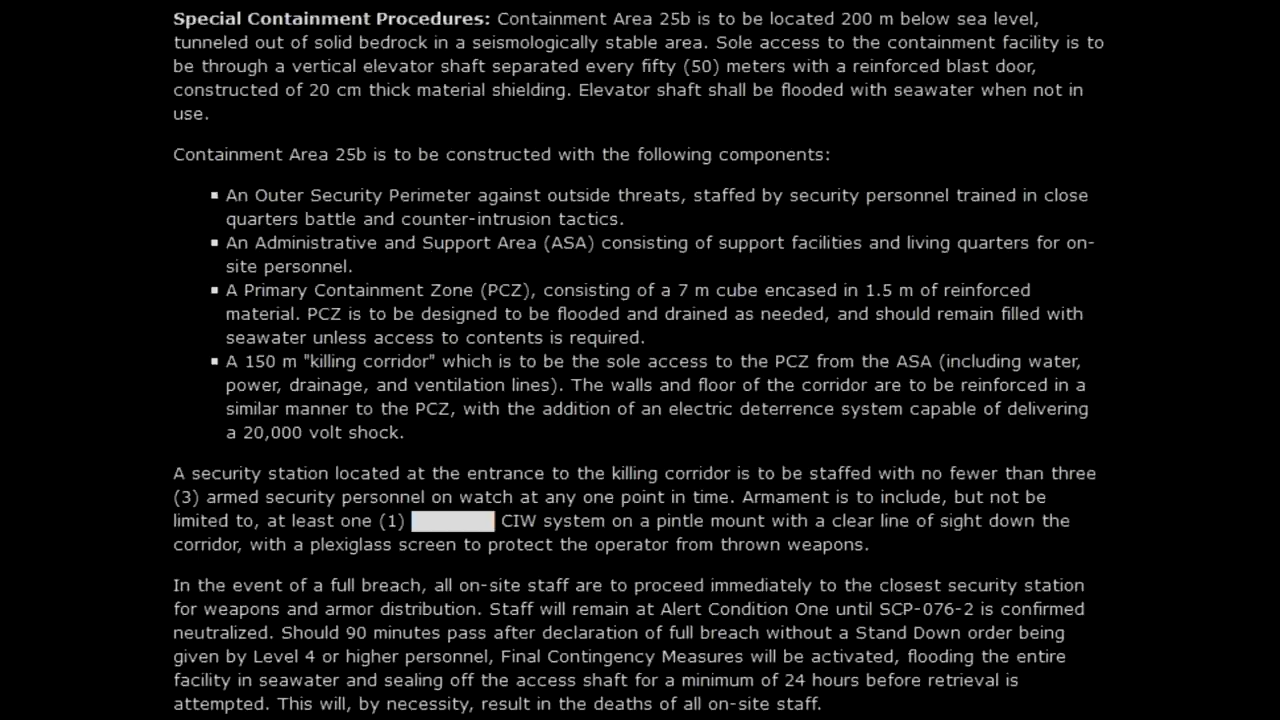 Special Containment Procedures: Containment Area 25b is to be located 200 m below sea level,
tunneled out of solid bedrock in a seismologically stable area. Sole access to the containment facility is to
be through a vertical elevator shaft separated every fifty (50) meters with a reinforced blast door,
constructed of 20 cm thick material shielding. Elevator shaft shall be flooded with seawater when not in
use.
Containment Area 25b is to be constructed with the following components:
▪ An Outer Security Perimeter against outside threats, staffed by security personnel trained in close
quarters battle and counter-intrusion tactics.
▪ An Administrative and Support Area (ASA) consisting of support facilities and living quarters for on-
site personnel.
▪ A Primary Containment Zone (PCZ), consisting of a 7 m cube encased in 1.5 m of reinforced
material. PCZ is to be designed to be flooded and drained as needed, and should remain filled with
seawater unless access to contents is required.
▪ A 150 m "killing corridor" which is to be the sole access to the PCZ from the ASA (including water,
power, drainage, and ventilation lines). The walls and floor of the corridor are to be reinforced in a
similar manner to the PCZ, with the addition of an electric deterrence system capable of delivering
a 20,000 volt shock.
A security station located at the entrance to the killing corridor is to be staffed with no fewer than three
(3) armed security personnel on watch at any one point in time. Armament is to include, but not be
limited to, at least one (1) CIW system on a pintle mount with a clear line of sight down the
corridor, with a plexiglass screen to protect the operator from thrown weapons.
In the event of a full breach, all on-site staff are to proceed immediately to the closest security station
for weapons and armor distribution. Staff will remain at Alert Condition One until SCP-076-2 is confirmed
neutralized. Should 90 minutes pass after declaration of full breach without a Stand Down order being
given by Level 4 or higher personnel, Final Contingency Measures will be activated, flooding the entire
facility in seawater and sealing off the access shaft for a minimum of 24 hours before retrieval is
attempted. This will, by necessity, result in the deaths of all on-site staff.